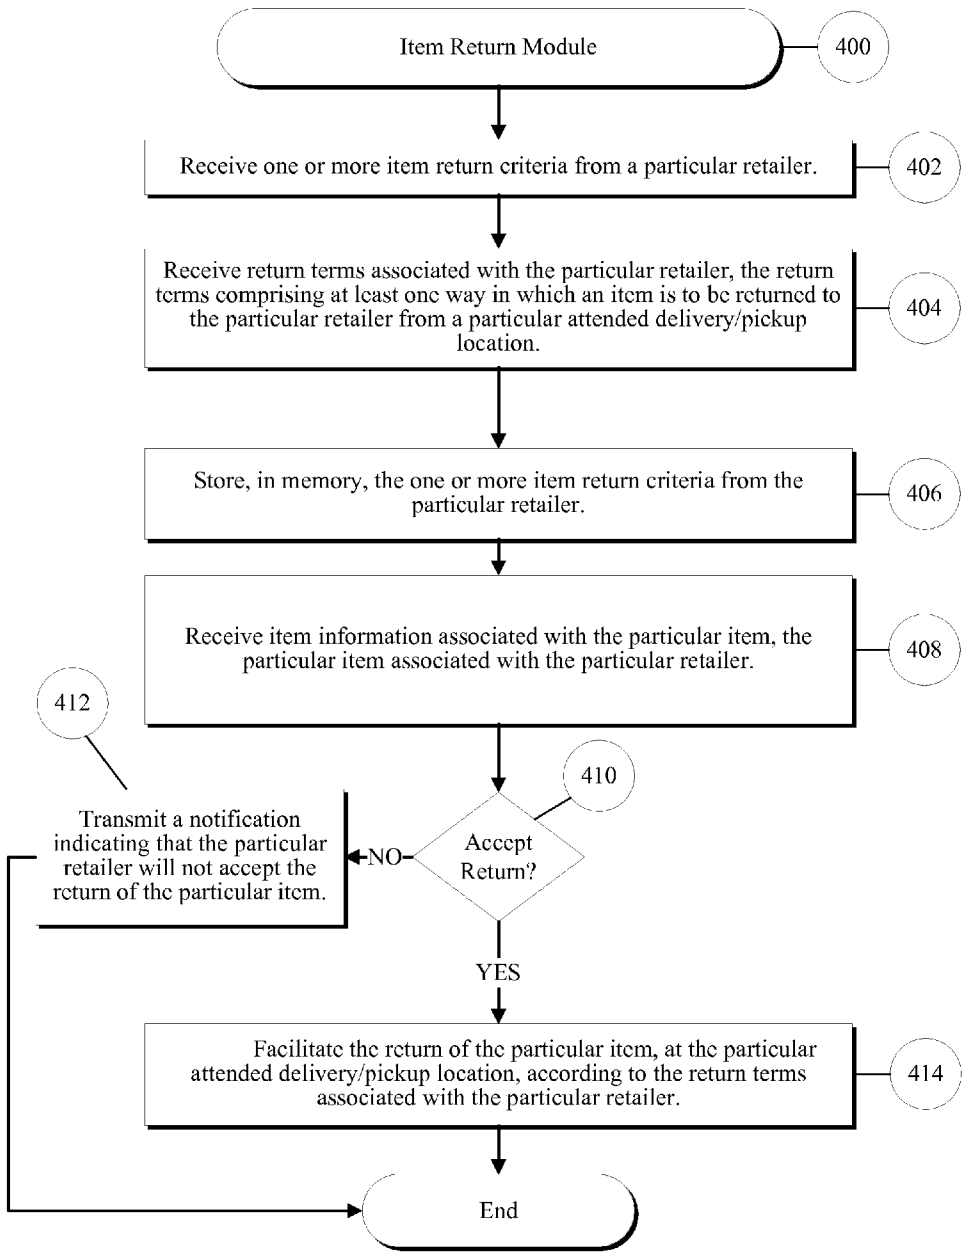 Item Return Module
400
Receive one or more item return criteria from a particular retailer.
402
Receive return terms associated with the particular retailer, the return
terms comprising at least one way in which an item is to be returned to
the particular retailer from a particular attended delivery/pickup
location.
404
Store, in memory, the one or more item return criteria from the
particular retailer.
406
Receive item information associated with the particular item, the
particular item associated with the particular retailer.
408
412
410
Transmit a notification
indicating that the particular
retailer will not accept the
return of the particular item.
NO
Accept
Return?
YES
Facilitate the return of the particular item, at the particular
attended delivery/pickup location, according to the return terms
associated with the particular retailer.
414
End